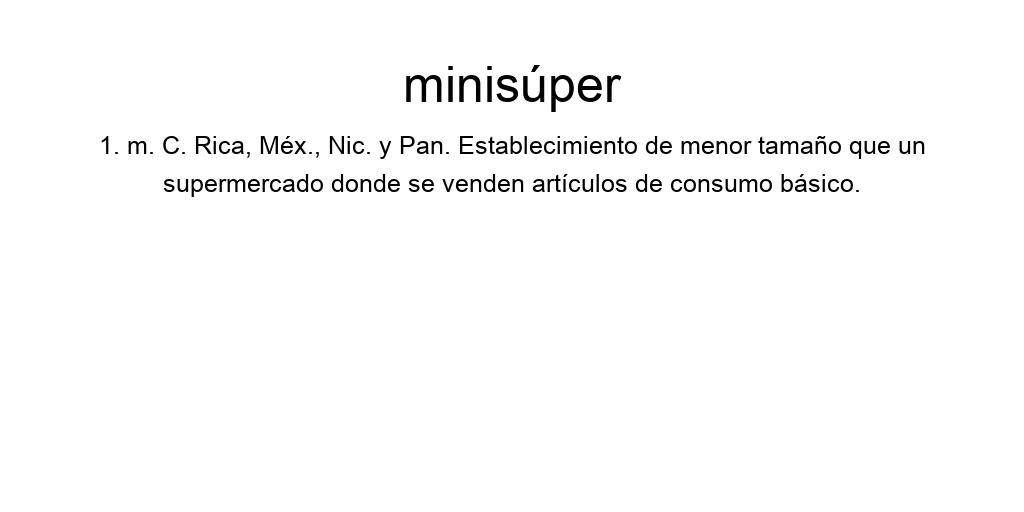 minisúper
1. m. C. Rica, Méx., Nic. y Pan. Establecimiento de menor tamaño que un
supermercado donde se venden artículos de consumo básico.